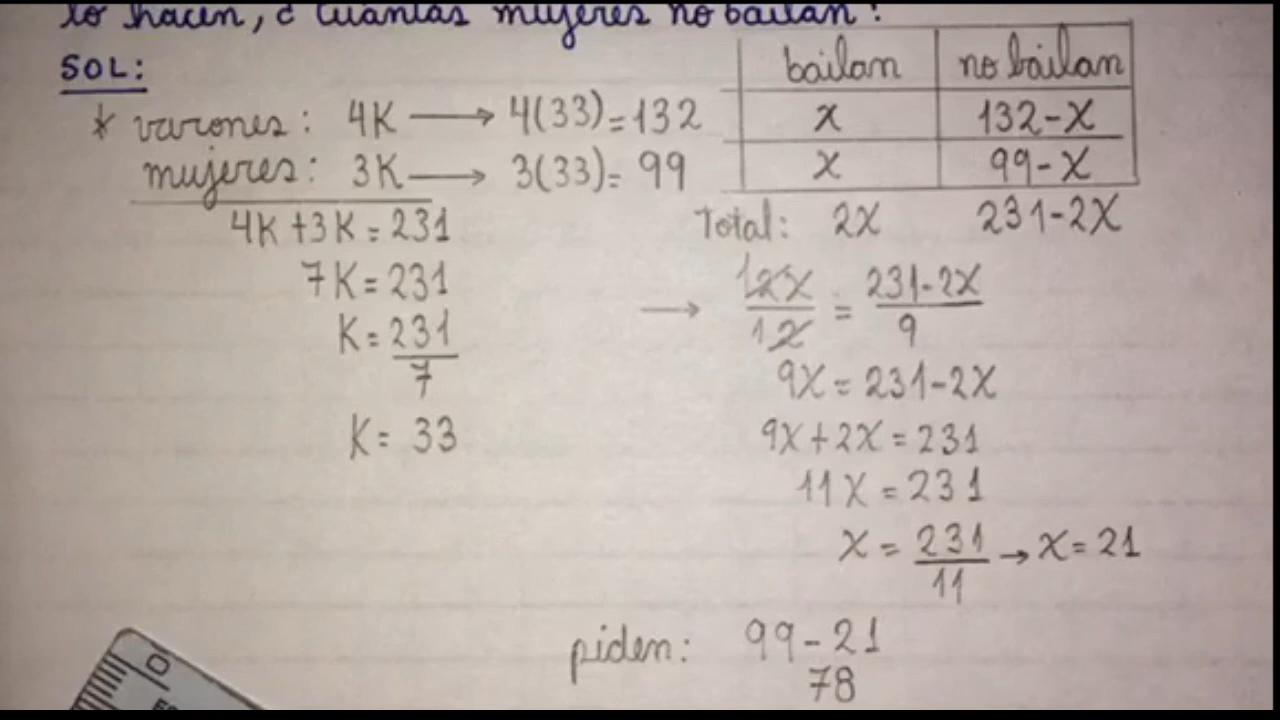 lo hacen, ¿ Cuántas mujeres no bailan?
SOL:
* varones: 4K → 4(33)=132
mujeres: 3K → 3(33)= 99
4K+3K=231
7K=231
K=231/7
K= 33
bailan no bailan
x 132-x
x 99-x
Total: 2x 231-2x
→ 12x/12 = 231-2x/9
9x=231-2x
9x+2x=231
11x=231
x=231/11 → x=21
piden: 99-21
78
0